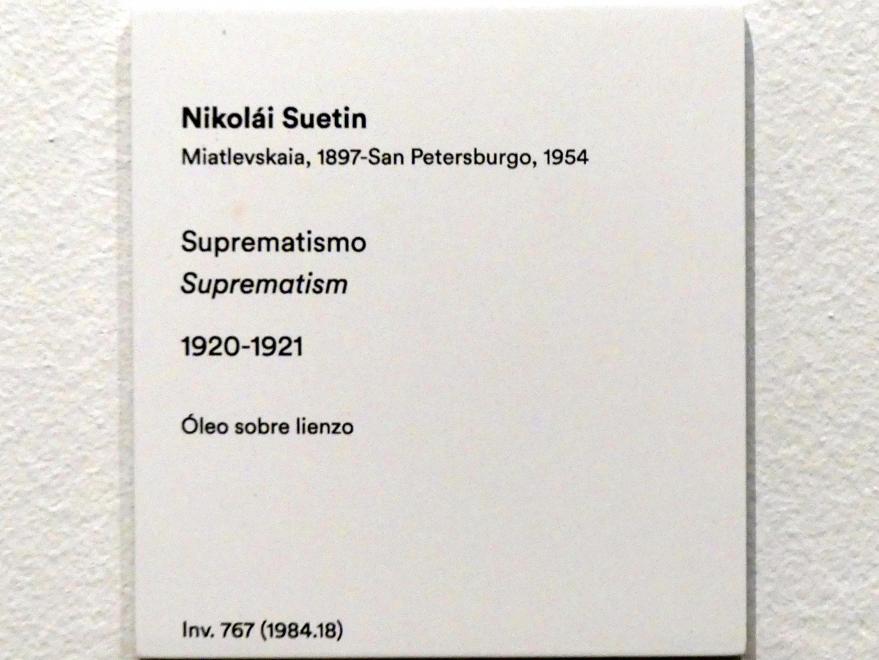 Nikolái Suetin
Miatlevskaia, 1897-San Petersburgo, 1954
Suprematismo
Suprematism
1920-1921
Óleo sobre lienzo
Inv. 767 (1984.18)